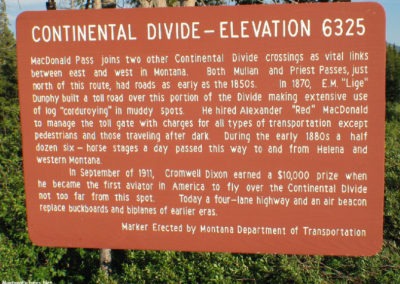 CONTINENTAL DIVIDE - ELEVATION 6325
MacDonald Pass joins two other Continental Divide crossings as vital links
between east and west in Montana. Both Mullan and Priest Passes, just
north of this route, had roads as early as the 1850s. In 1870, E.M. "Lige"
Dunphy built a toll road over this portion of the Divide making extensive use
of log "corduroying" in muddy spots. He hired Alexander "Red" MacDonald
to manage the toll gate with charges for all types of transportation except
pedestrians and those traveling after dark. During the early 1880s a half
dozen six-horse stages a day passed this way to and from Helena and
western Montana.
In September of 1911, Cromwell Dixon earned a $10,000 prize when
he became the first aviator in America to fly over the Continental Divide
not too far from this spot. Today a four-lane highway and an air beacon
replace buckboards and biplanes of earlier eras.
Marker Erected by Montana Department of Transportation